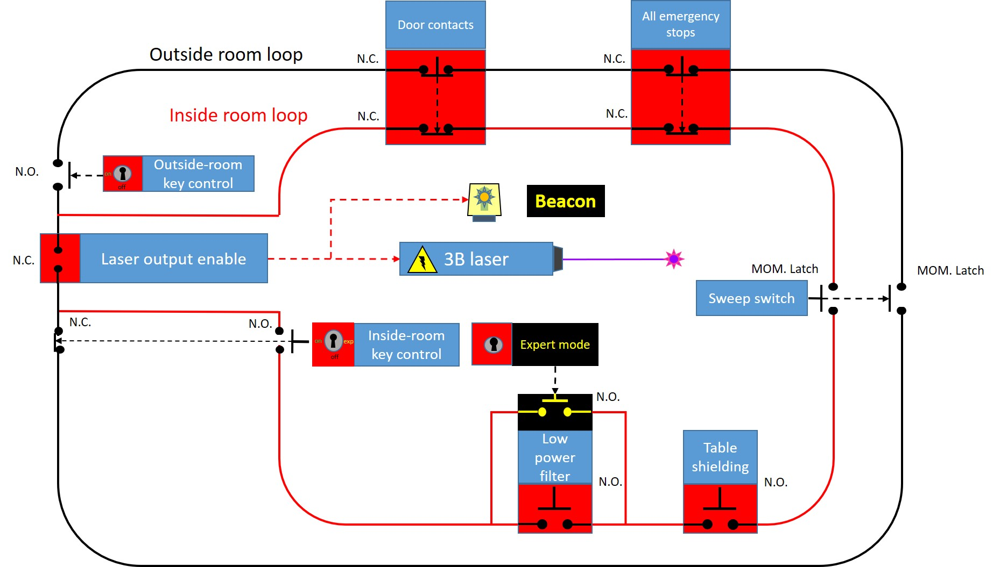 Door contacts
All emergency
stops
Outside room loop
N.C.
N.C.
Inside room loop
N.C.
N.C.
N.O.
on
off
Outside-room
key control
Beacon
N.C.
Laser output enable
3B laser
MOM. Latch
MOM. Latch
Sweep switch
N.C.
N.O.
on
exp
off
Inside-room
key control
Expert mode
N.O.
Low
power
filter
N.O.
Table
shielding
N.O.